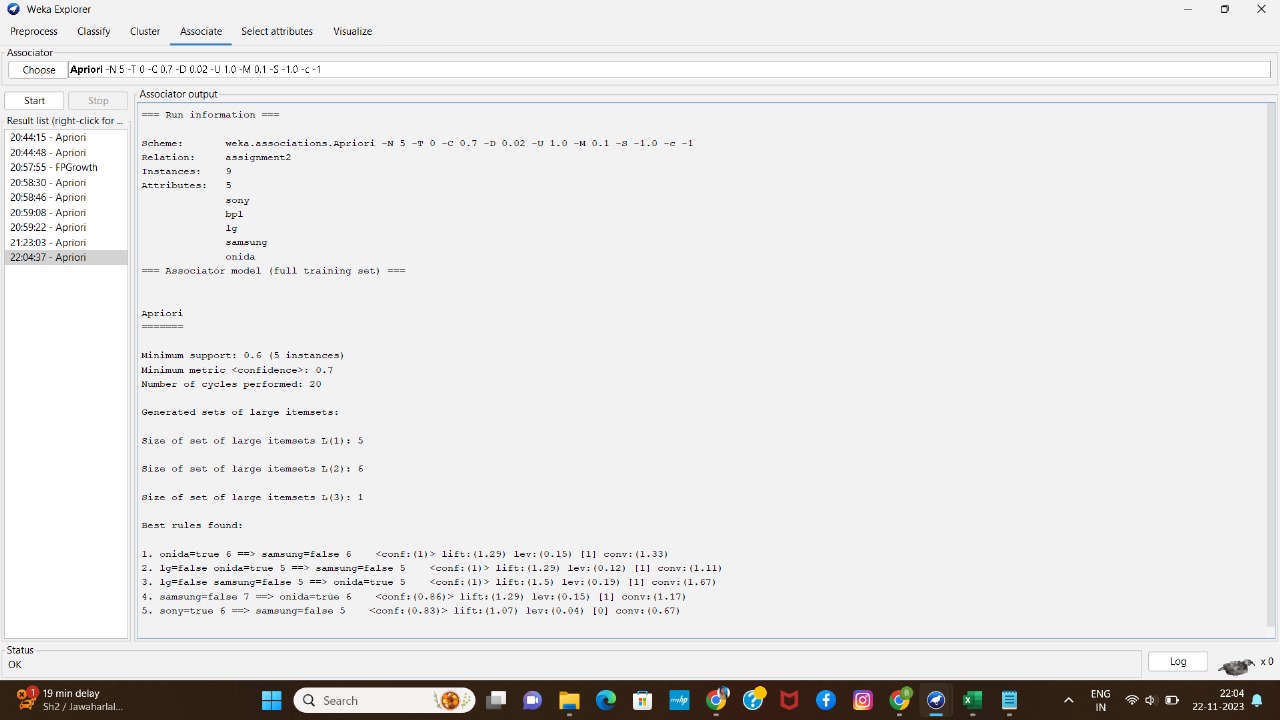 Weka Explorer
Preprocess Classify Cluster Associate Select attributes Visualize
Associator
Choose Apriori -N 5 -T 0 -C 0.7 -D 0.02 -U 1.0 -M 0.1 -S -1.0 -c -1
Start Stop
Result list (right-click for ...
20:44:15 - Apriori
20:44:48 - Apriori
20:57:55 - FPGrowth
20:58:30 - Apriori
20:58:46 - Apriori
20:59:08 - Apriori
20:59:22 - Apriori
21:23:03 - Apriori
22:04:37 - Apriori
Associator output
=== Run information ===
Scheme: weka.associations.Apriori -N 5 -T 0 -C 0.7 -D 0.02 -U 1.0 -M 0.1 -S -1.0 -c -1
Relation: assignment2
Instances: 9
Attributes: 5
sony
bpl
lg
samsung
onida
=== Associator model (full training set) ===
Apriori
=======
Minimum support: 0.6 (5 instances)
Minimum metric <confidence>: 0.7
Number of cycles performed: 20
Generated sets of large itemsets:
Size of set of large itemsets L(1): 5
Size of set of large itemsets L(2): 6
Size of set of large itemsets L(3): 1
Best rules found:
1. onida=true 6 ==> samsung=false 6 <conf:(1)> lift:(1.29) lev:(0.15) [1] conv:(1.33)
2. lg=false onida=true 5 ==> samsung=false 5 <conf:(1)> lift:(1.29) lev:(0.12) [1] conv:(1.11)
3. lg=false samsung=false 5 ==> onida=true 5 <conf:(1)> lift:(1.5) lev:(0.19) [1] conv:(1.67)
4. samsung=false 7 ==> onida=true 6 <conf:(0.86)> lift:(1.29) lev:(0.15) [1] conv:(1.17)
5. sony=true 6 ==> samsung=false 5 <conf:(0.83)> lift:(1.07) lev:(0.04) [0] conv:(0.67)
Status
OK
Log x 0
1
19 min delay
Sh2 / Jawaharlal...
Search
ENG
IN
22:04
22-11-2023